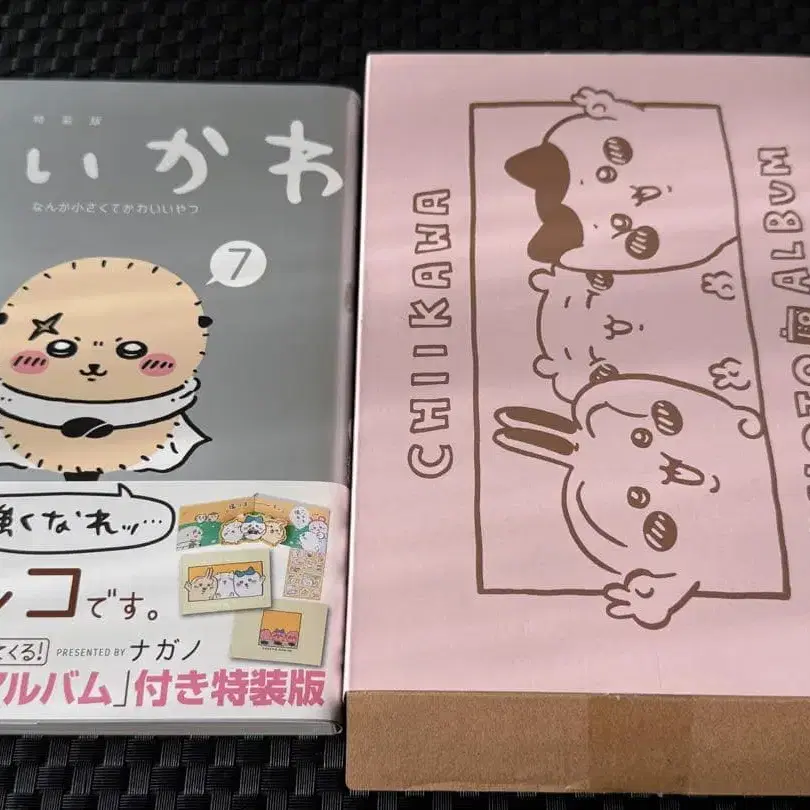 特装版
いかわ
なんか小さくてかわいいやつ
7
強くなれッ…
コです。
てくる!
PRESENTED BY ナガノ
アルバム」付き特装版
CHIIKAWA
PHOTO ALBUM